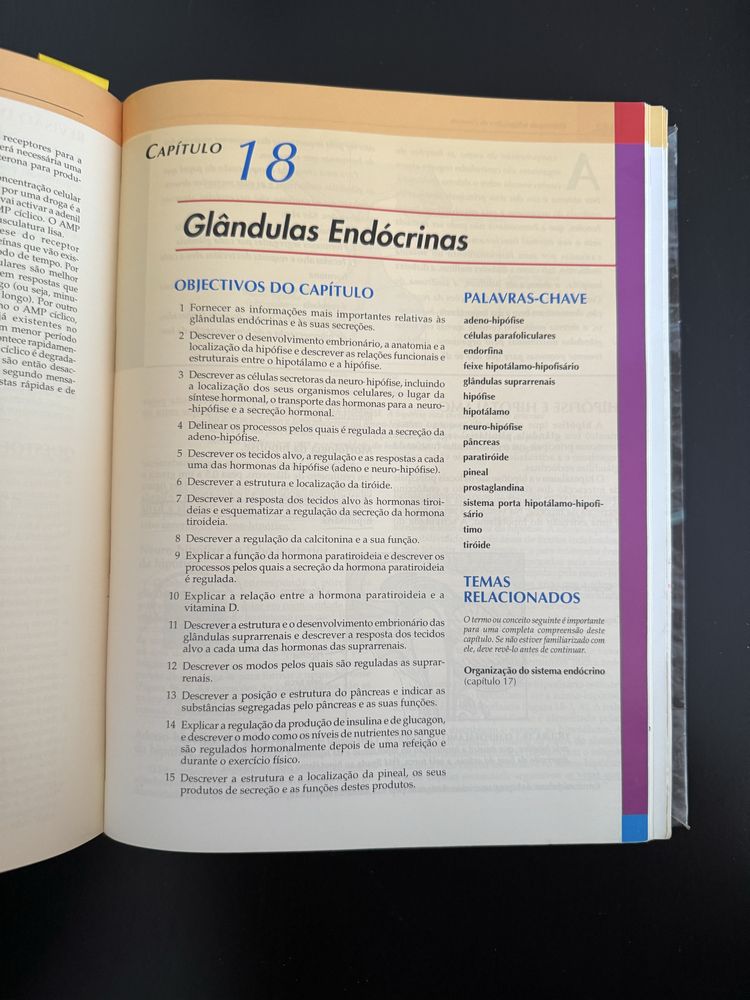 receptores para a
erá necessária uma
terona para produ-
oncentração celular
por uma droga é a
vai activar a adenil
MP cíclico. O AMP
usculatura lisa.
ese do receptor
eínas que vão exis-
odo de tempo. Por
ulares são melhor
em respostas que
go (ou seja, minu-
longo). Por outro
mo o AMP cíclico,
já existentes no
m menor período
ontece rapidamen-
cíclico é degrada-
são então desac-
segundo mensa-
stas rápidas e de
CAPÍTULO 18
Glândulas Endócrinas
OBJECTIVOS DO CAPÍTULO
1 Fornecer as informações mais importantes relativas às
glândulas endócrinas e às suas secreções.
2 Descrever o desenvolvimento embrionário, a anatomia e a
localização da hipófise e descrever as relações funcionais e
estruturais entre o hipotálamo e a hipófise.
3 Descrever as células secretoras da neuro-hipófise, incluindo
a localização dos seus organismos celulares, o lugar da
síntese hormonal, o transporte das hormonas para a neuro-
-hipófise e a secreção hormonal.
4 Delinear os processos pelos quais é regulada a secreção da
adeno-hipófise.
5 Descrever os tecidos alvo, a regulação e as respostas a cada
uma das hormonas da hipófise (adeno e neuro-hipófise).
6 Descrever a estrutura e localização da tiróide.
7 Descrever a resposta dos tecidos alvo às hormonas tiroi-
deias e esquematizar a regulação da secreção da hormona
tiroideia.
8 Descrever a regulação da calcitonina e a sua função.
9 Explicar a função da hormona paratiroideia e descrever os
processos pelos quais a secreção da hormona paratiroideia
é regulada.
10 Explicar a relação entre a hormona paratiroideia e a
vitamina D.
11 Descrever a estrutura e o desenvolvimento embrionário das
glândulas suprarrenais e descrever a resposta dos tecidos
alvo a cada uma das hormonas das suprarrenais.
12 Descrever os modos pelos quais são reguladas as suprar-
renais.
13 Descrever a posição e estrutura do pâncreas e indicar as
substâncias segregadas pelo pâncreas e as suas funções.
14 Explicar a regulação da produção de insulina e de glucagon,
e descrever o modo como os níveis de nutrientes no sangue
são regulados hormonalmente depois de uma refeição e
durante o exercício físico.
15 Descrever a estrutura e a localização da pineal, os seus
produtos de secreção e as funções destes produtos.
PALAVRAS-CHAVE
adeno-hipófise
células parafoliculares
endorfina
feixe hipotálamo-hipofisário
glândulas suprarrenais
hipófise
hipotálamo
neuro-hipófise
pâncreas
paratiróide
pineal
prostaglandina
sistema porta hipotálamo-hipofi-
sário
timo
tiróide
TEMAS
RELACIONADOS
O termo ou conceito seguinte é importante
para uma completa compreensão deste
capítulo. Se não estiver familiarizado com
ele, deve revê-lo antes de continuar.
Organização do sistema endócrino
(capítulo 17)